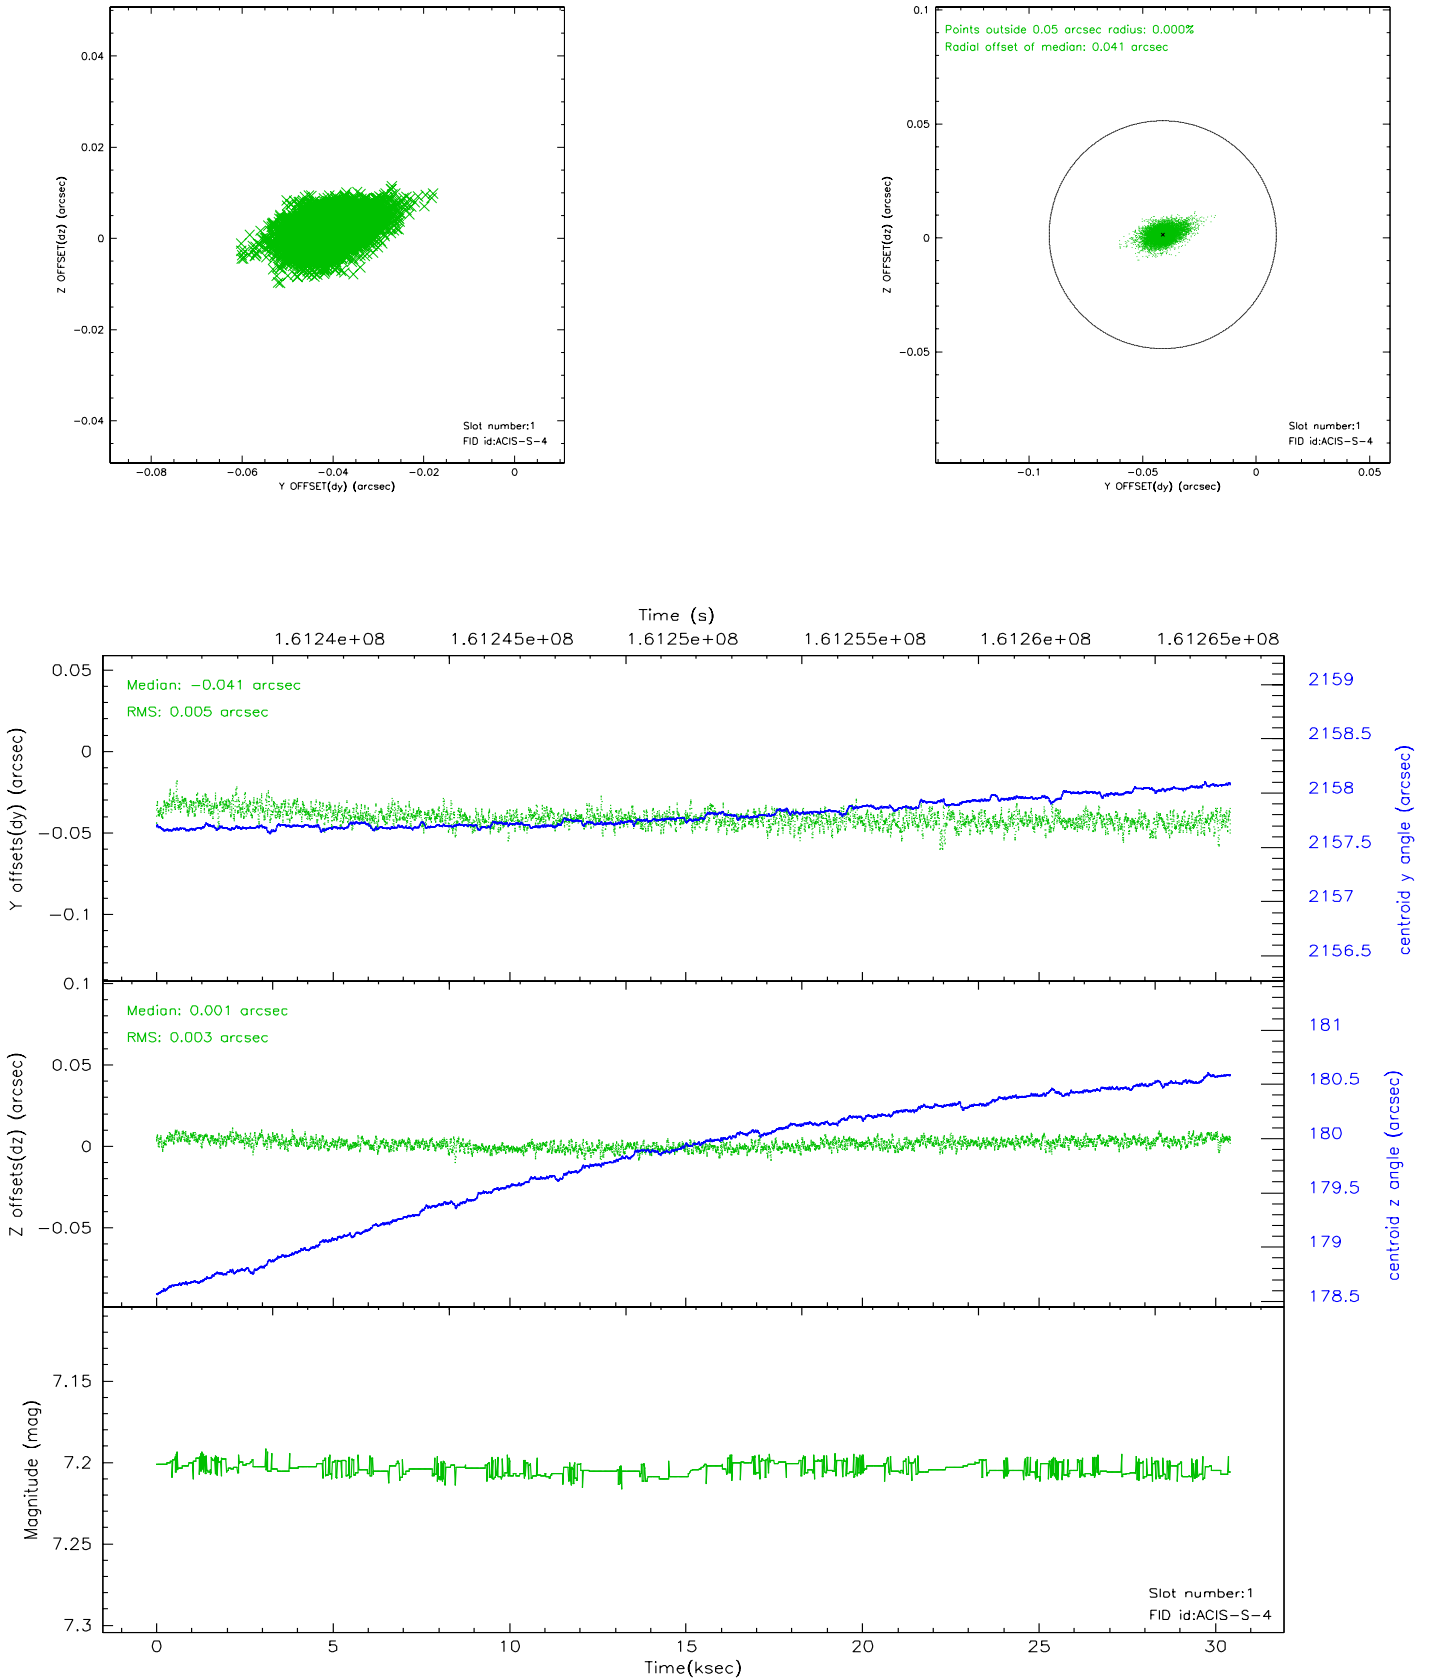 0.04
0.02
0
−0.02
−0.04
Z OFFSET(dz) (arcsec)
Slot number:1
FID id:ACIS−S−4
−0.08
−0.06
−0.04
−0.02
0
Y OFFSET(dy) (arcsec)
0.1
0.05
0
−0.05
Z OFFSET(dz) (arcsec)
Points outside 0.05 arcsec radius: 0.000%
Radial offset of median: 0.041 arcsec
Slot number:1
FID id:ACIS−S−4
−0.1
−0.05
0
0.05
Y OFFSET(dy) (arcsec)
Time (s)
1.6124e+08
1.61245e+08
1.6125e+08
1.61255e+08
1.6126e+08
1.61265e+08
0.05
0
−0.05
−0.1
Y offsets(dy) (arcsec)
Median: −0.041 arcsec
RMS: 0.005 arcsec
2159
2158.5
2158
2157.5
2157
2156.5
centroid y angle (arcsec)
0.1
0.05
0
−0.05
Z offsets(dz) (arcsec)
Median: 0.001 arcsec
RMS: 0.003 arcsec
181
180.5
180
179.5
179
178.5
centroid z angle (arcsec)
7.15
7.2
7.25
7.3
Magnitude (mag)
Slot number:1
FID id:ACIS−S−4
0
5
10
15
20
25
30
Time(ksec)